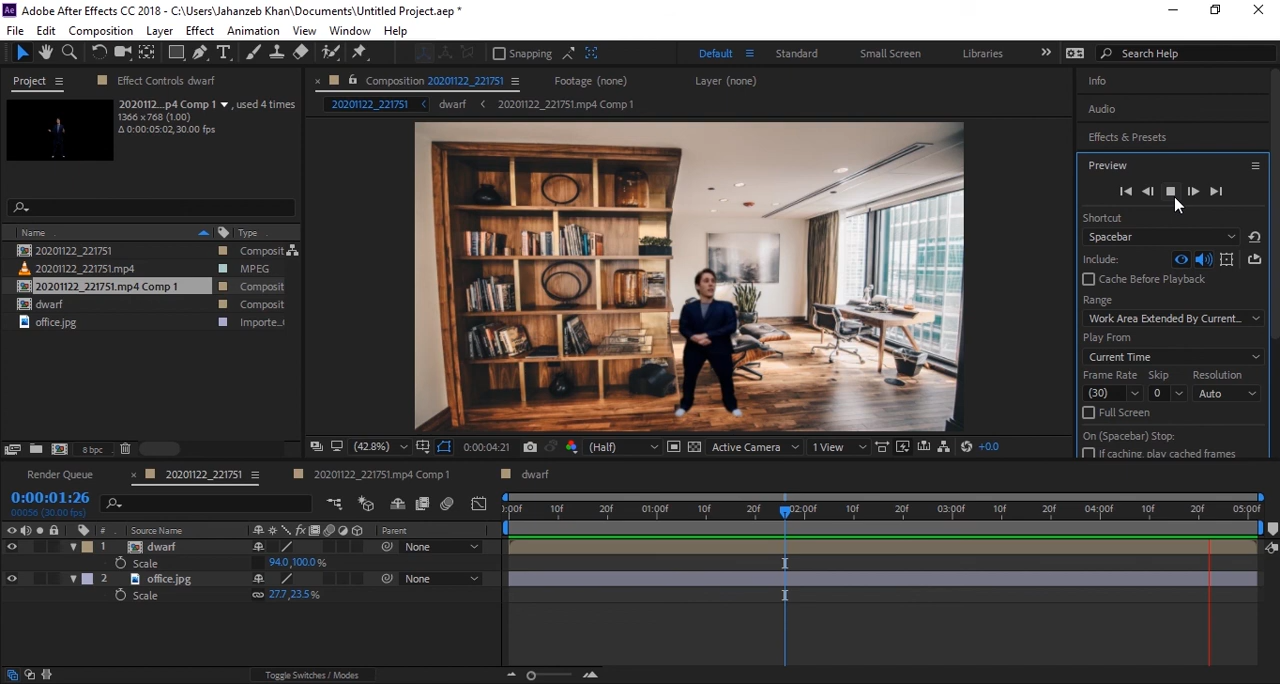 Adobe After Effects CC 2018 - C:\Users\Jahanzeb Khan\Documents\Untitled Project.aep *
File Edit Composition Layer Effect Animation View Window Help
Snapping Default Standard Small Screen Libraries Search Help
Project Effect Controls dwarf
Composition 20201122_221751 Footage (none) Layer (none)
20201122_221751 dwarf 20201122_221751.mp4 Comp 1
2020112...p4 Comp 1 , used 4 times
1366 x 768 (1.00)
Δ 0:00:05:02, 30.00 fps
Name Type
20201122_221751 Composit
20201122_221751.mp4 MPEG
20201122_221751.mp4 Comp 1 Composit
dwarf Composit
office.jpg Importe...
8 bpc
(42.8%) 0:00:04:21 (Half) Active Camera 1 View +0.0
Info
Audio
Effects & Presets
Preview
Shortcut
Spacebar
Include:
Cache Before Playback
Range
Work Area Extended By Current...
Play From
Current Time
Frame Rate Skip Resolution
(30) 0 Auto
Full Screen
On (Spacebar) Stop:
If caching, play cached frames
Render Queue 20201122_221751 20201122_221751.mp4 Comp 1 dwarf
0:00:01:26
00056 (30.00 fps)
:00f 10f 20f 01:00f 10f 20f 02:00f 10f 20f 03:00f 10f 20f 04:00f 10f 20f 05:00f
# Source Name Parent
1 dwarf None
Scale 94.0,100.0%
2 office.jpg None
Scale 27.7,23.5%
Toggle Switches / Modes